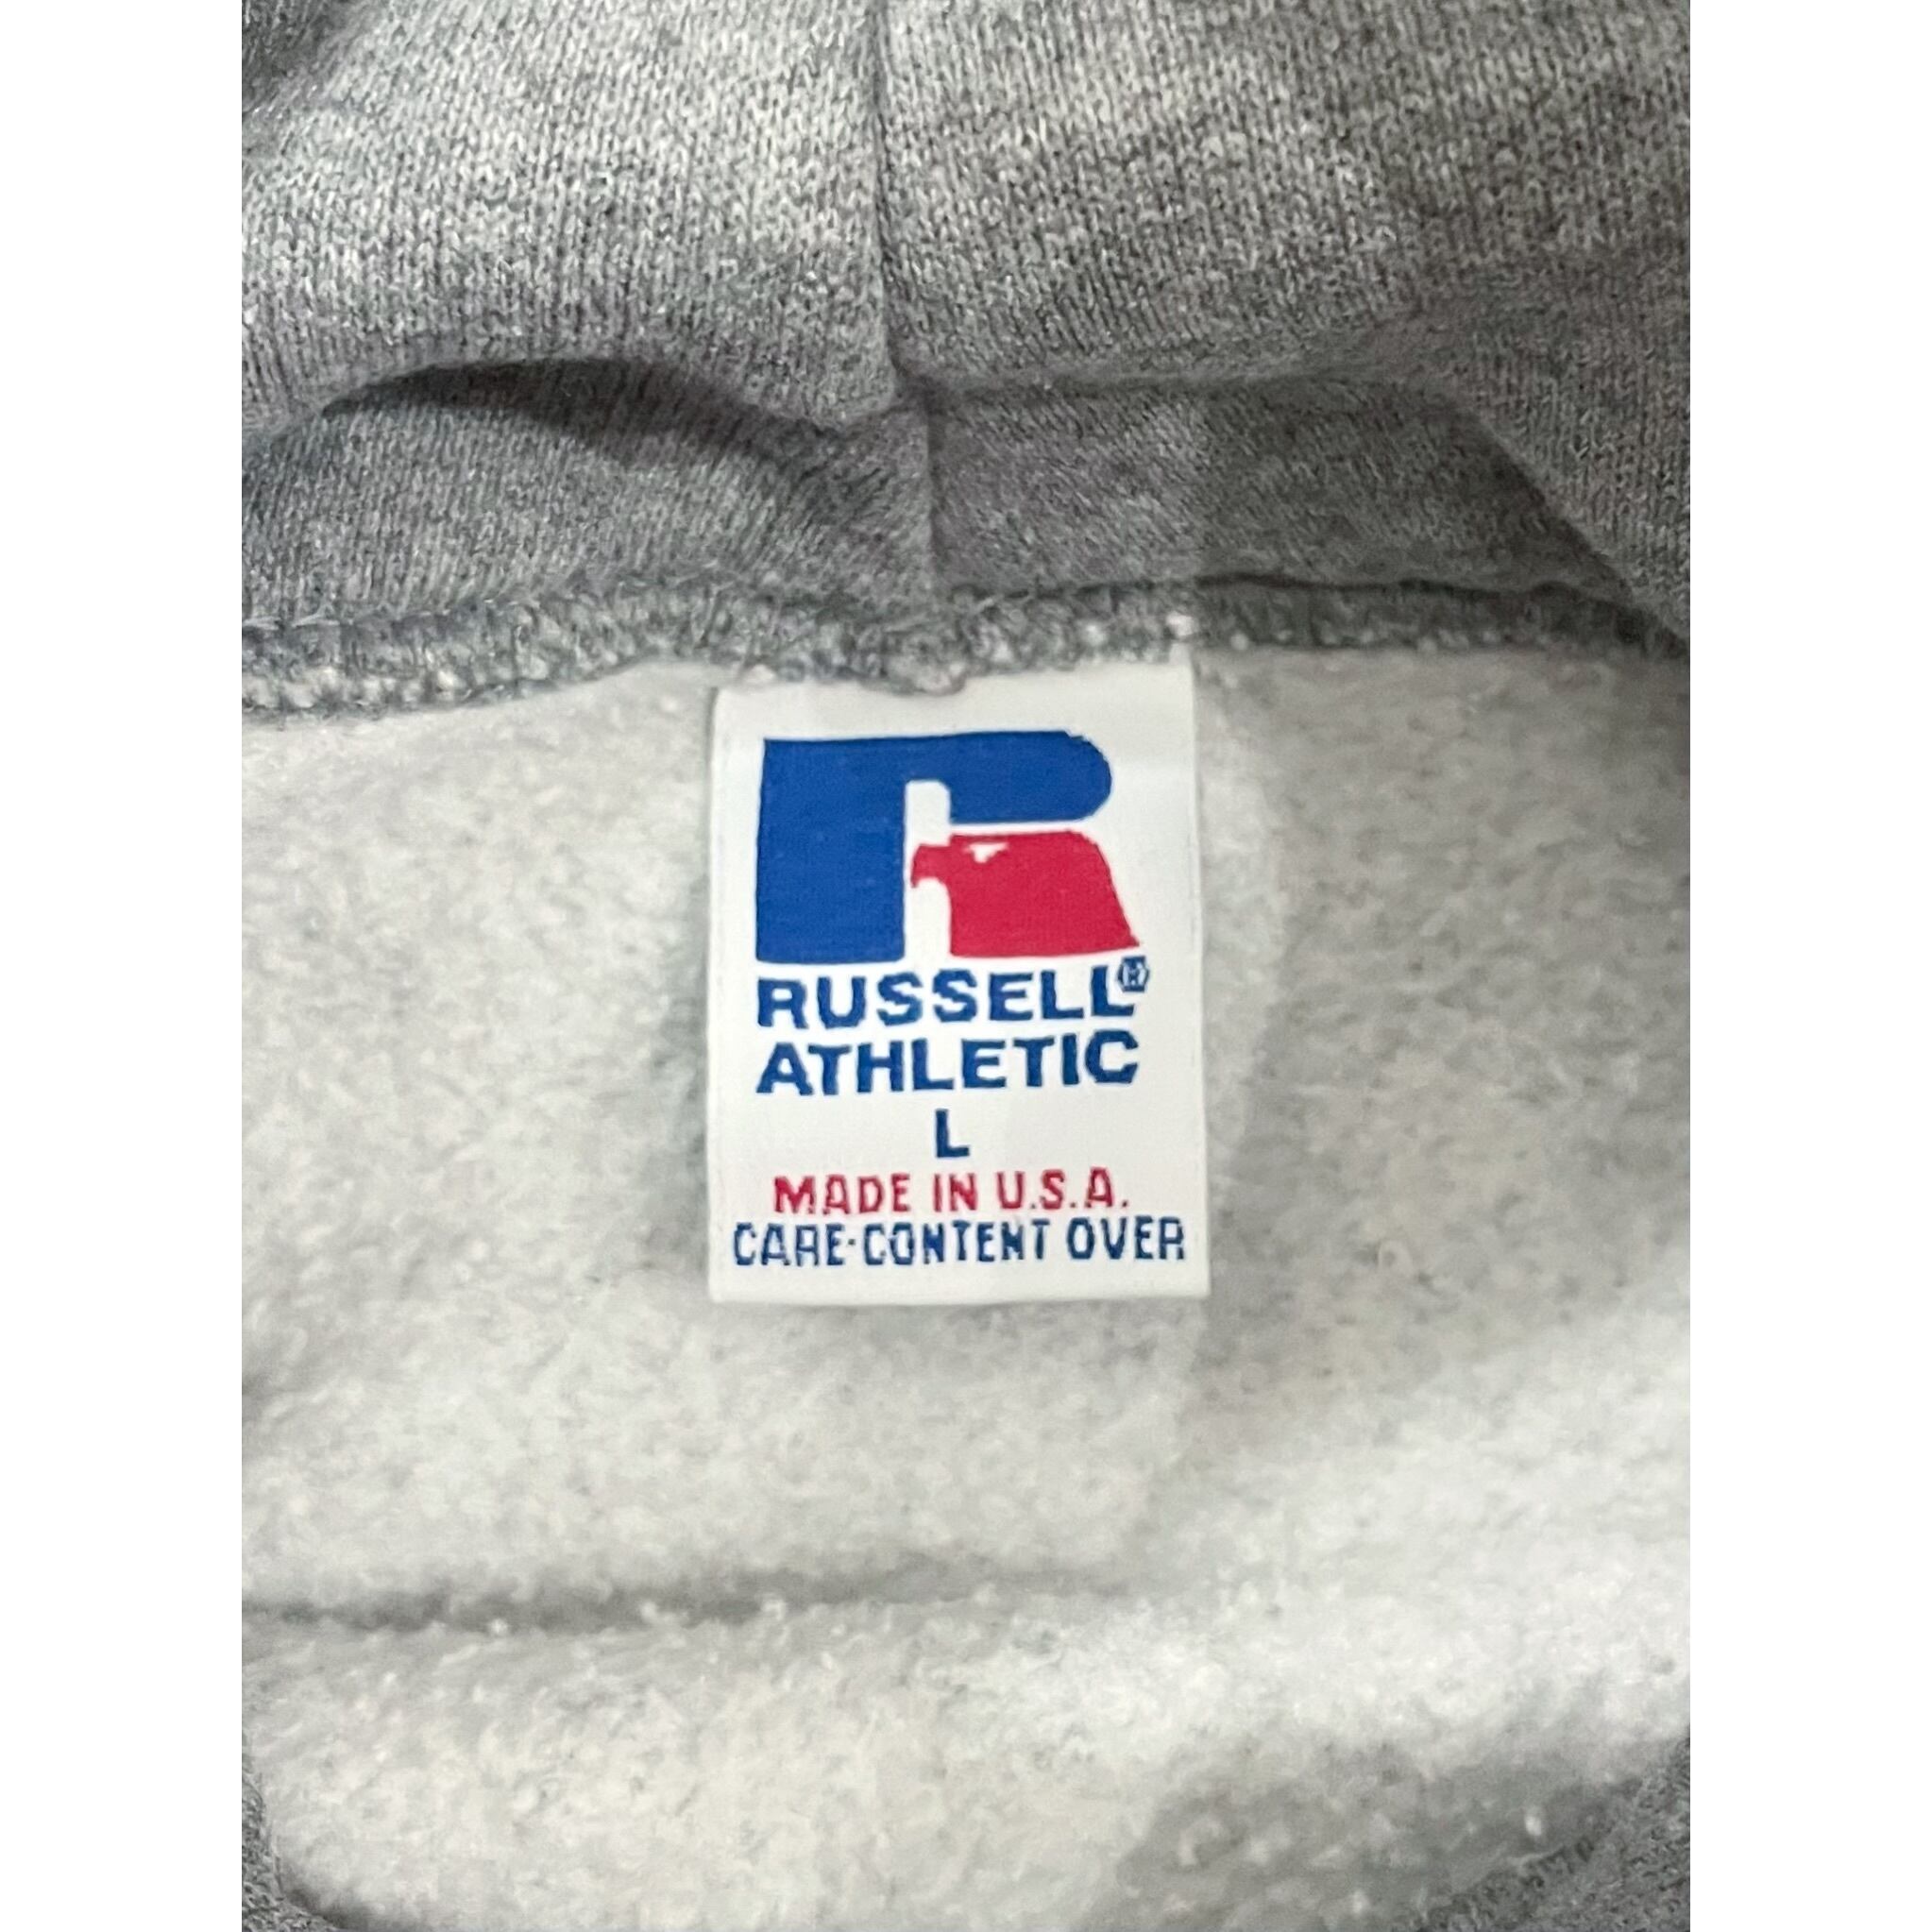 RUSSELL®
ATHLETIC
L
MADE IN U.S.A.
CARE·CONTENT OVER